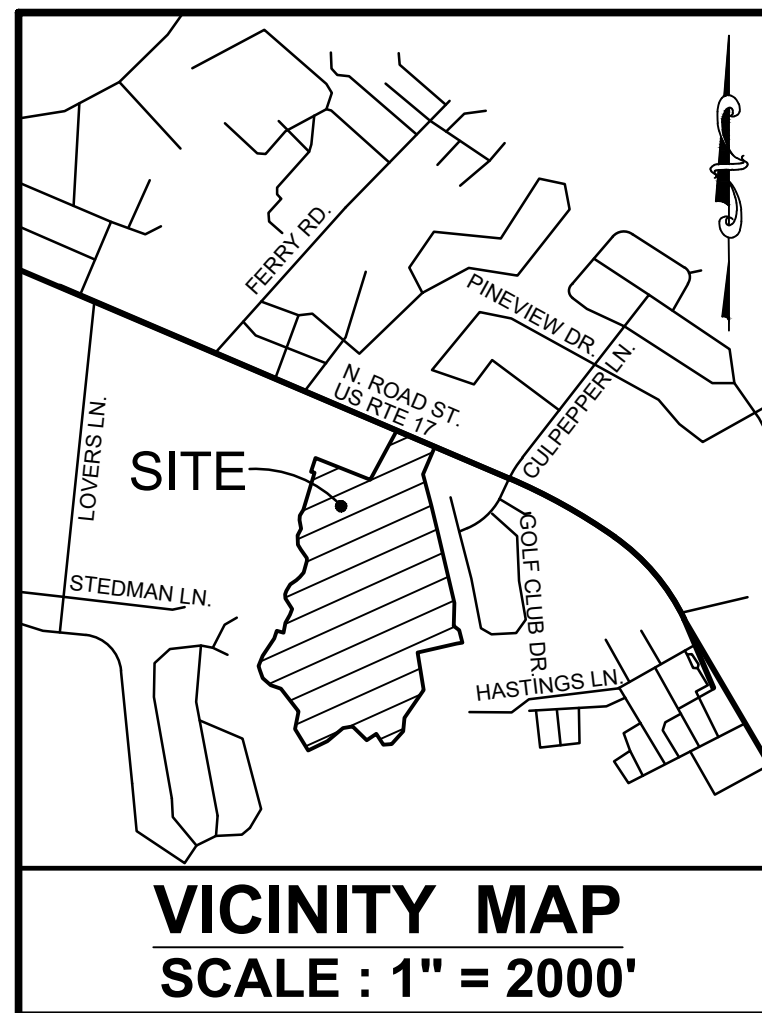 FERRY RD.
PINEVIEW DR.
N. ROAD ST.
US RTE 17
CULPEPPER LN.
LOVERS LN.
SITE
GOLF CLUB DR.
STEDMAN LN.
HASTINGS LN.
VICINITY MAP
SCALE : 1" = 2000'